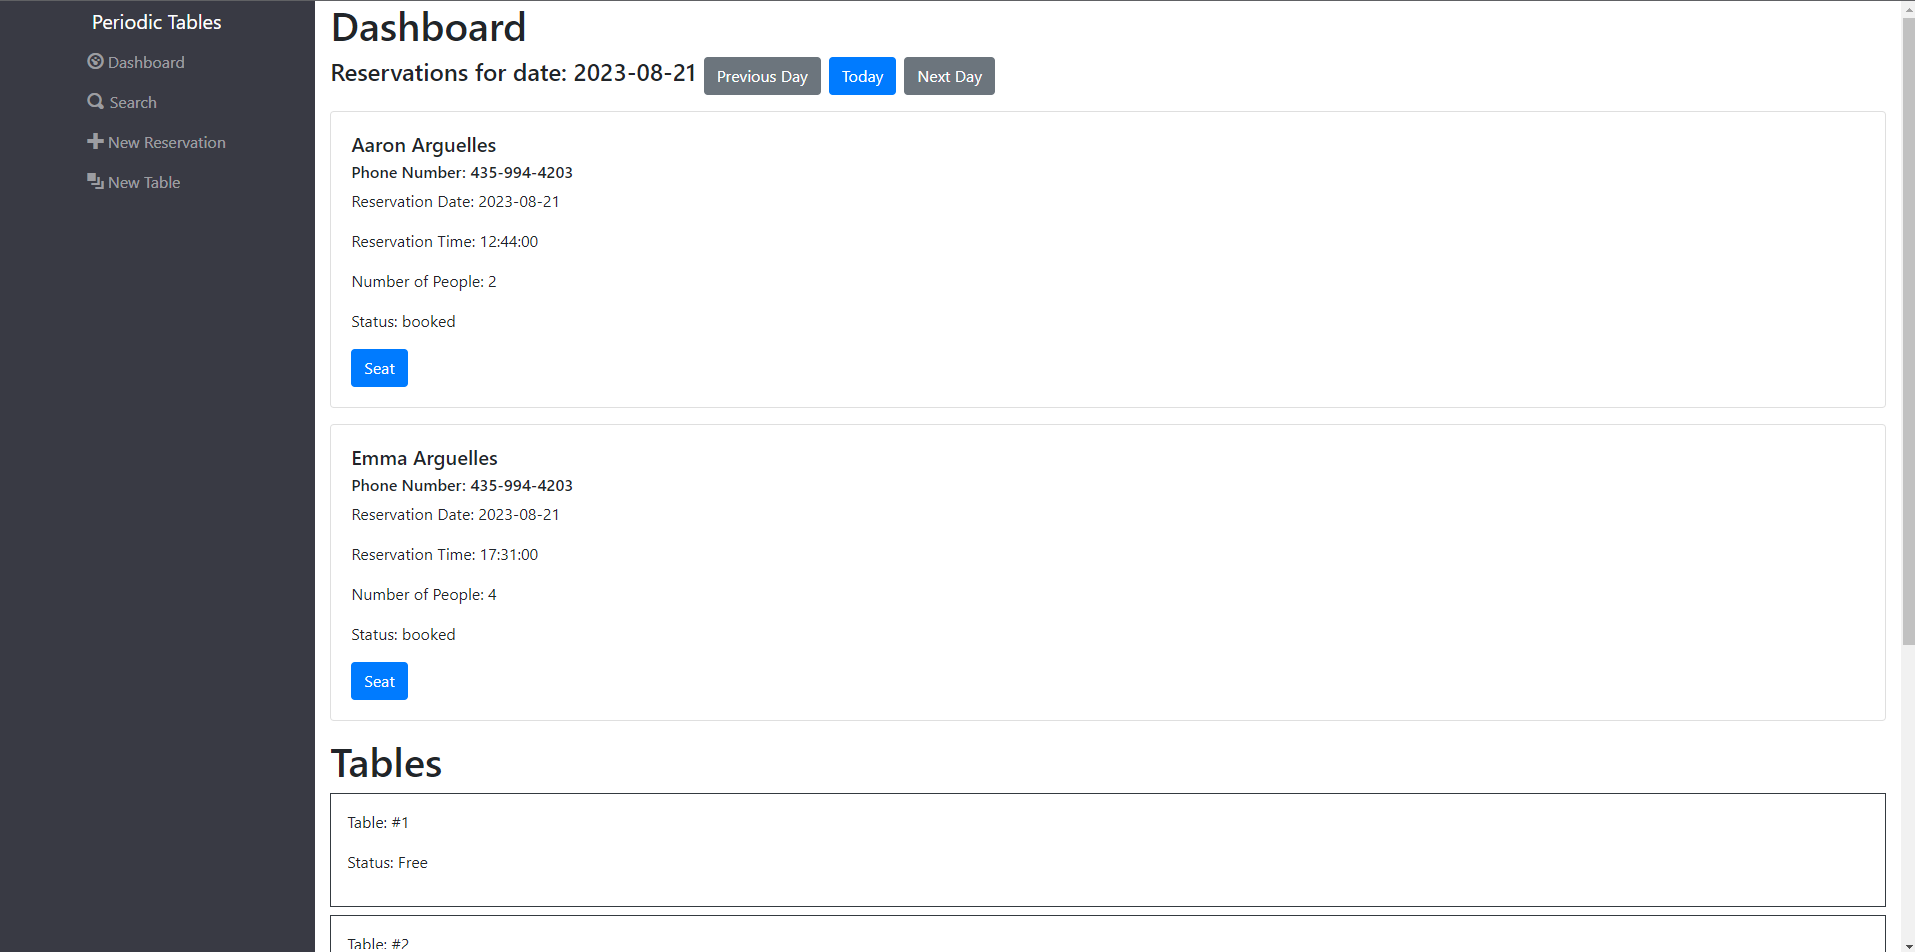 Periodic Tables
Dashboard
Search
New Reservation
New Table
Dashboard
Reservations for date: 2023-08-21 Previous Day Today Next Day
Aaron Arguelles
Phone Number: 435-994-4203
Reservation Date: 2023-08-21
Reservation Time: 12:44:00
Number of People: 2
Status: booked
Seat
Emma Arguelles
Phone Number: 435-994-4203
Reservation Date: 2023-08-21
Reservation Time: 17:31:00
Number of People: 4
Status: booked
Seat
Tables
Table: #1
Status: Free
Table: #2